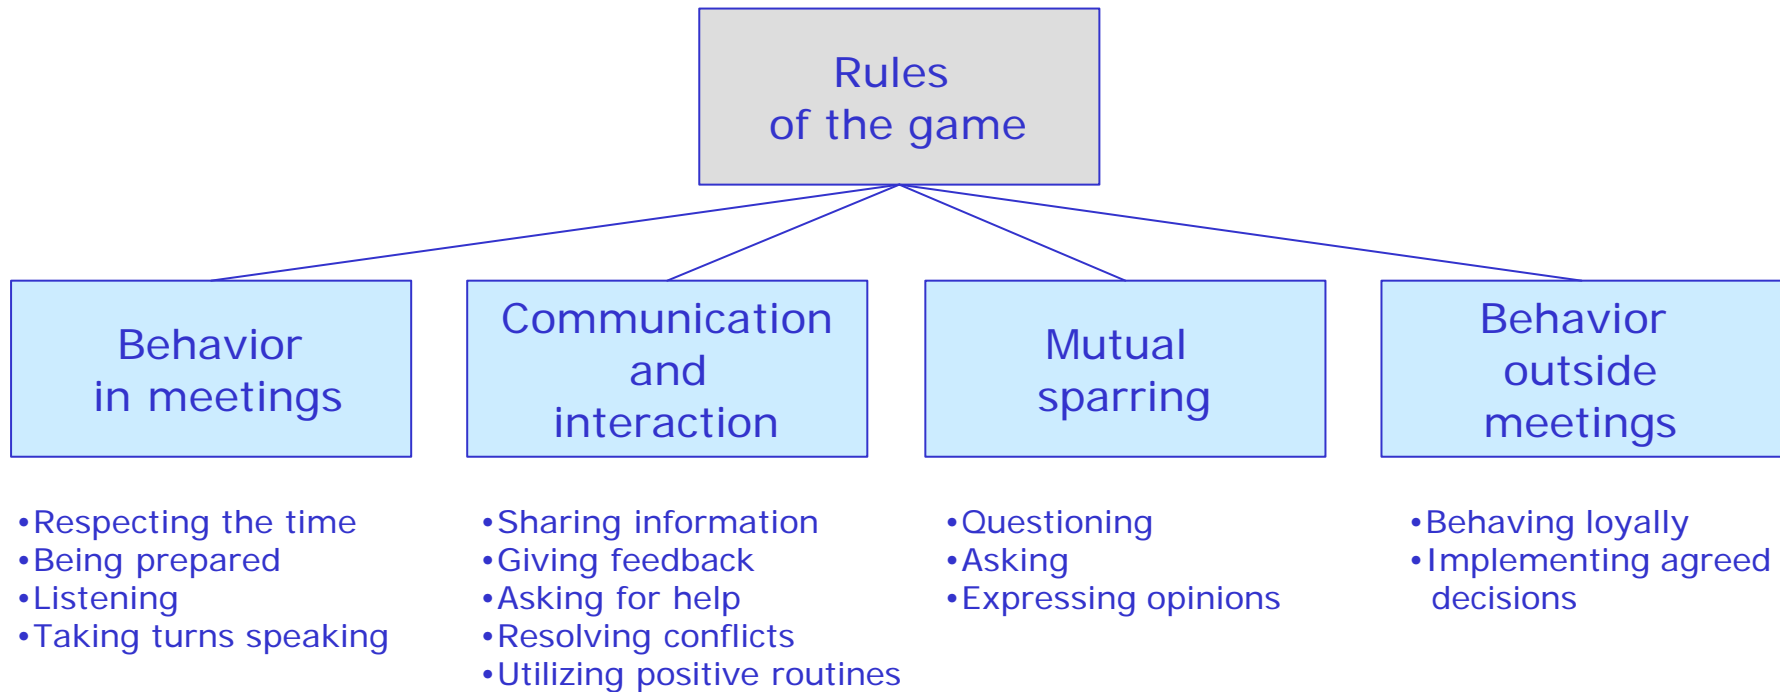 Rules
of the game
Behavior
in meetings
Communication
and
interaction
Mutual
sparring
Behavior
outside
meetings
•Respecting the time
•Being prepared
•Listening
•Taking turns speaking
•Sharing information
•Giving feedback
•Asking for help
•Resolving conflicts
•Utilizing positive routines
•Questioning
•Asking
•Expressing opinions
•Behaving loyally
•Implementing agreed
decisions